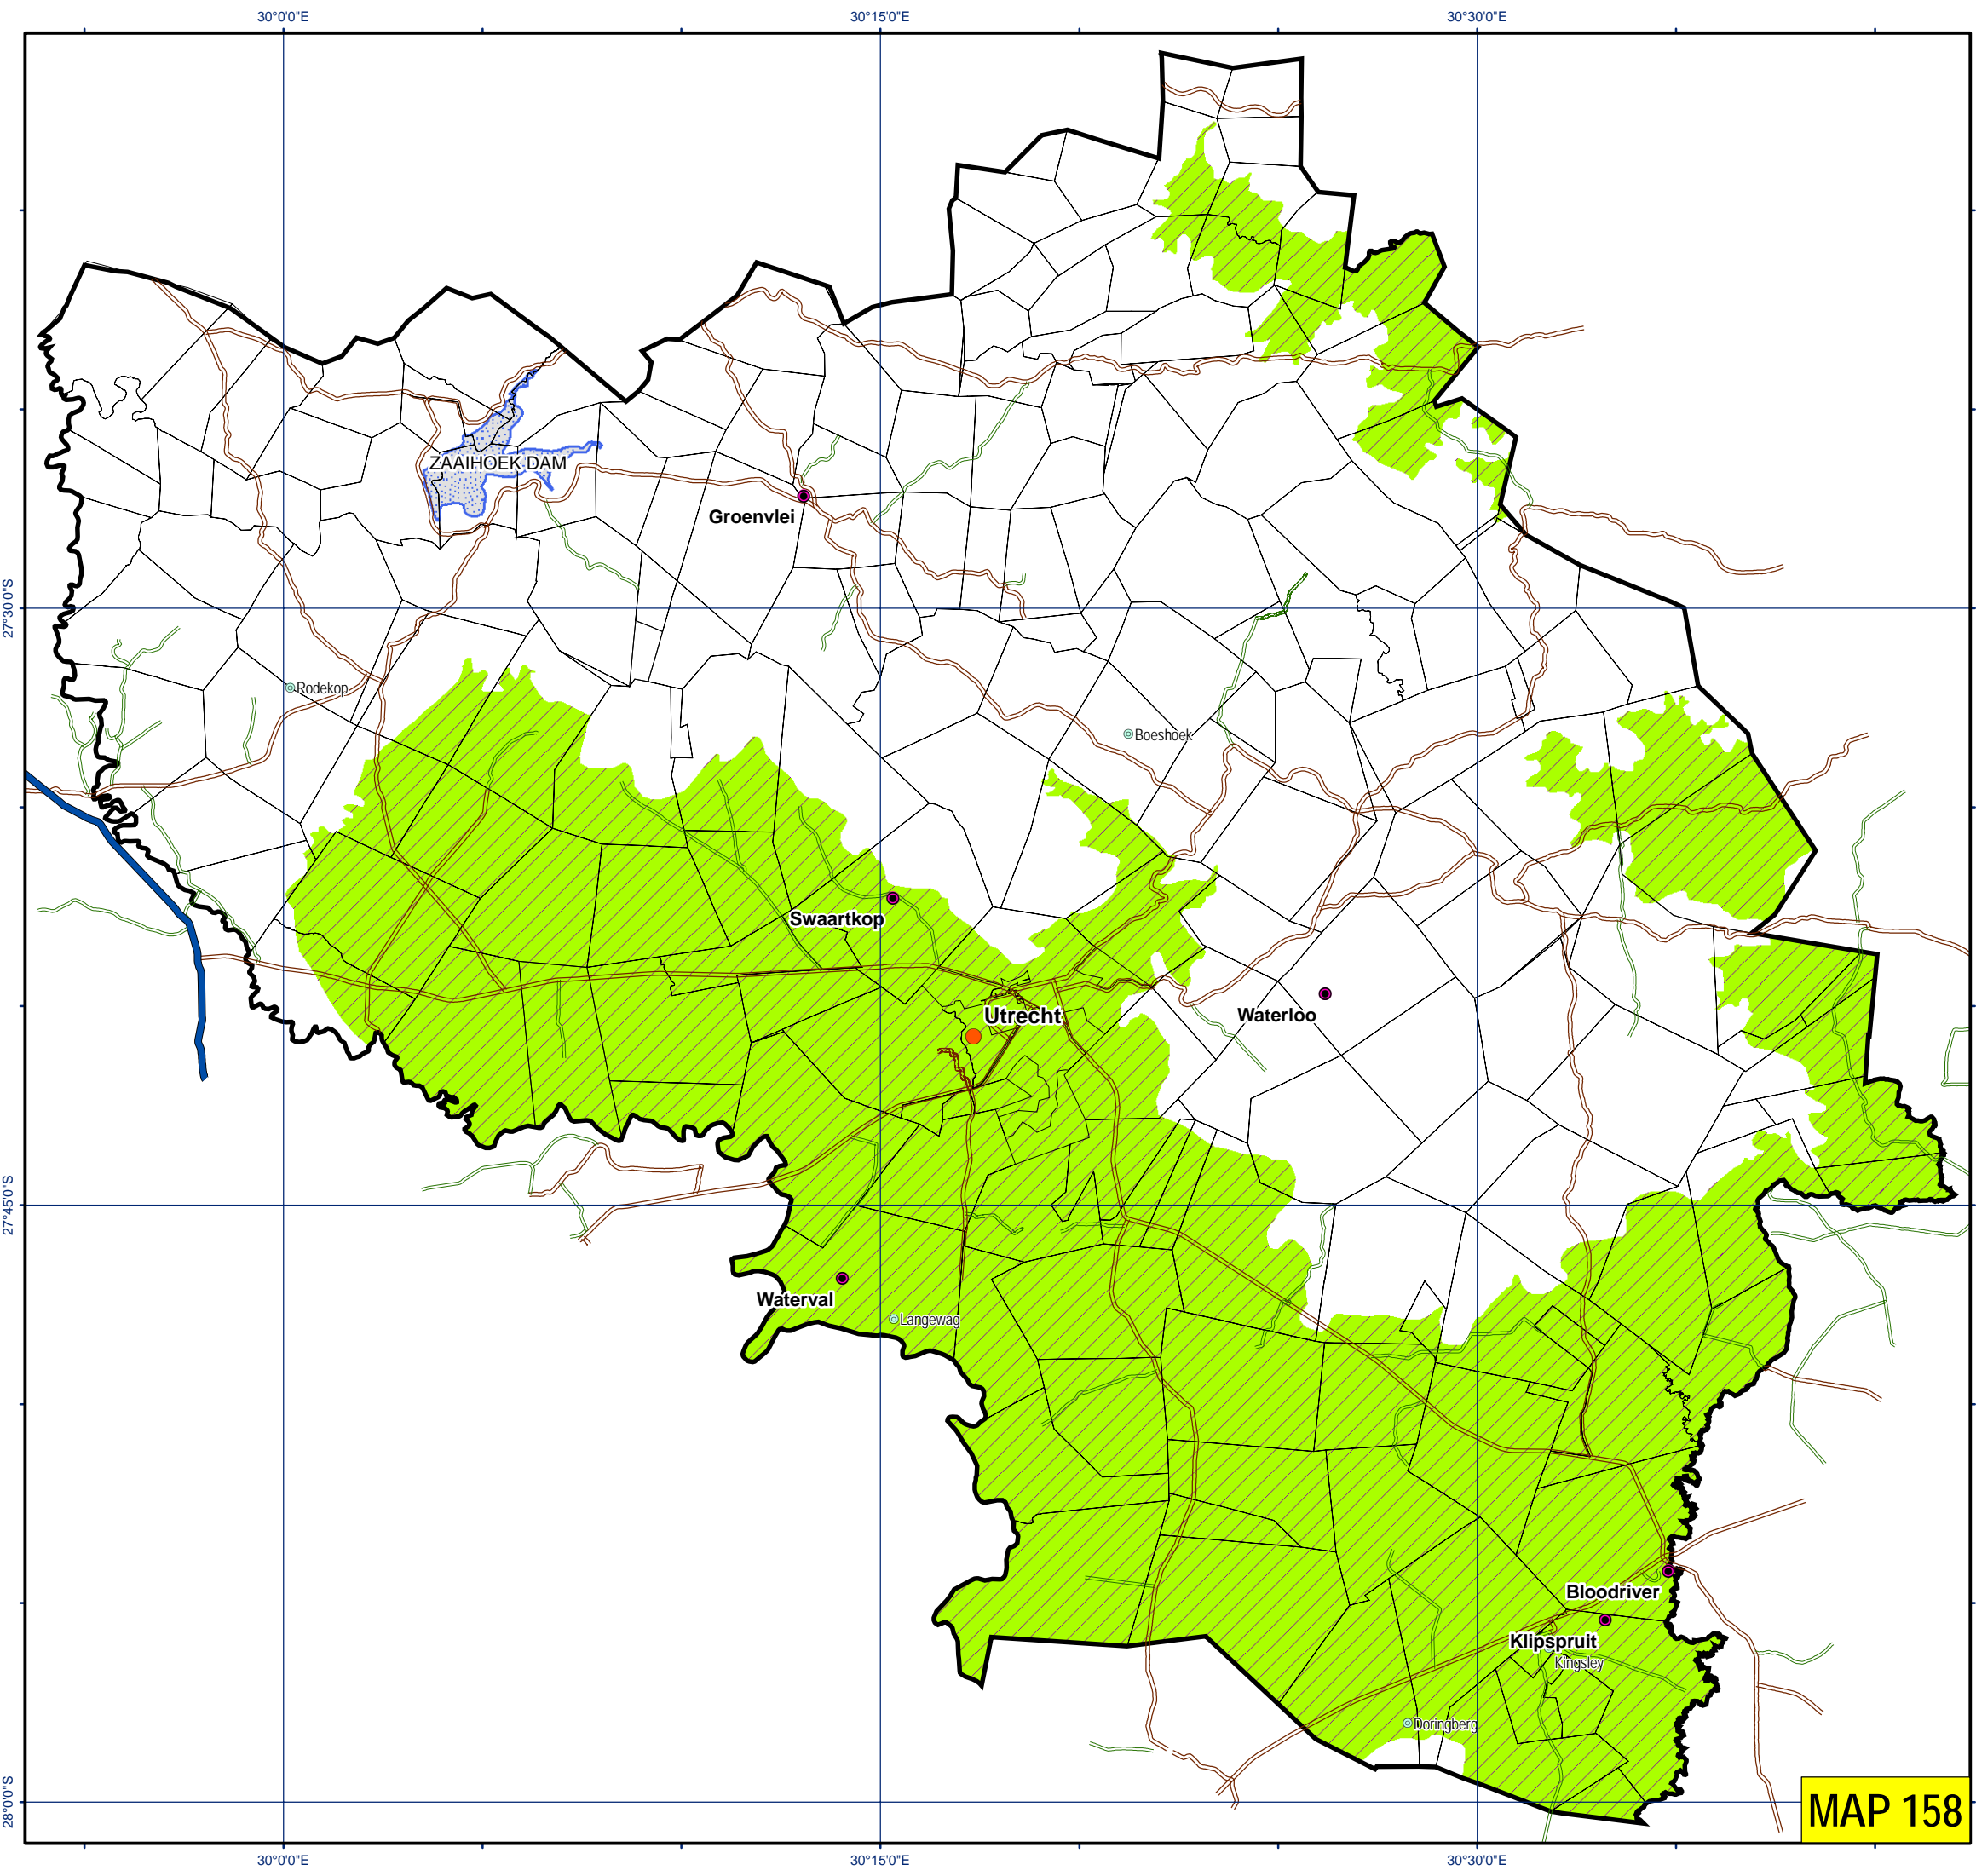 30°0'0"E
30°15'0"E
30°30'0"E
ZAAIHOEK DAM
Groenvlei
27°30'0"S
Rodekop
Boeshoek
Swaartkop
Utrecht
Waterloo
27°45'0"S
Waterval
Langewag
Bloodriver
Klipspruit
Kingsley
Doringberg
28°0'0"S
MAP 158
30°0'0"E
30°15'0"E
30°30'0"E